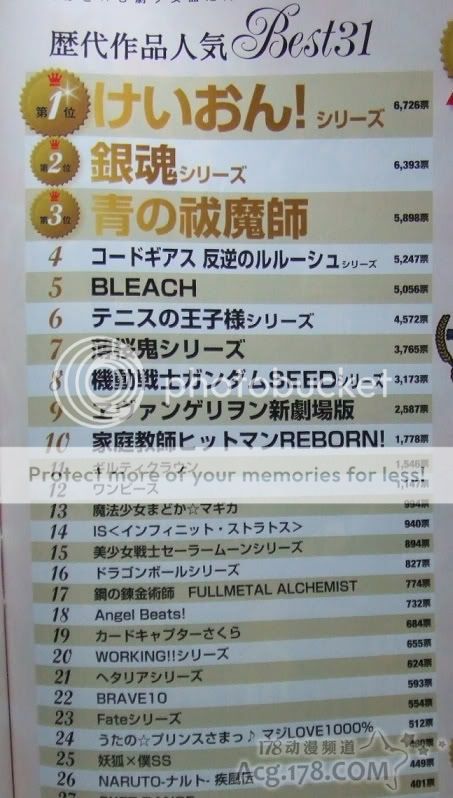 歴代作品人気Best31
第1位 けいおん! シリーズ 6,726票
第2位 銀魂シリーズ 6,393票
第3位 青の祓魔師 5,898票
4 コードギアス 反逆のルルーシュシリーズ 5,247票
5 BLEACH 5,056票
6 テニスの王子様シリーズ 4,572票
7 薄桜鬼シリーズ 3,765票
8 機動戦士ガンダムSEEDシリーズ 3,173票
9 ヱヴァンゲリヲン新劇場版 2,587票
10 家庭教師ヒットマンREBORN! 1,778票
11 ギルティクラウン 1,546票
12 ワンピース 1,147票
photobucket
Protect more of your memories for less!
13 魔法少女まどか☆マギカ 994票
14 IS<インフィニット・ストラトス> 940票
15 美少女戦士セーラームーンシリーズ 894票
16 ドラゴンボールシリーズ 827票
17 鋼の錬金術師 FULLMETAL ALCHEMIST 774票
18 Angel Beats! 732票
19 カードキャプターさくら 684票
20 WORKING!!シリーズ 655票
21 ヘタリアシリーズ 624票
22 BRAVE10 593票
23 Fateシリーズ 554票
24 うたの☆プリンスさまっ♪ マジLOVE1000% 512票
25 妖狐×僕SS
26 NARUTO-ナルト- 疾風伝 401票
449票
178动漫频道
Acg.178.COM
27